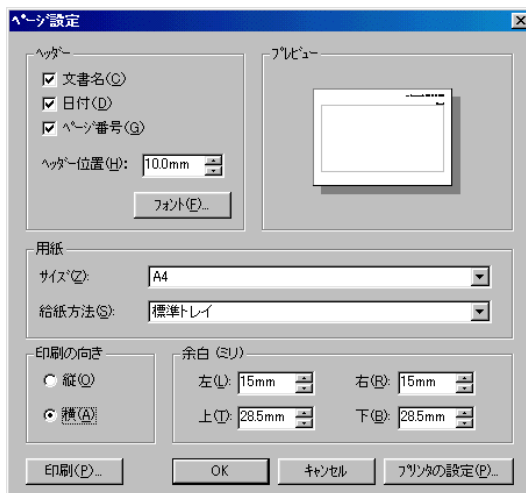 ページ設定
ヘッダー
文書名(C)
日付(D)
ページ番号(G)
ヘッダー位置(H): 10.0mm
フォント(F)...
プレビュー
用紙
サイズ(Z): A4
給紙方法(S): 標準トレイ
印刷の向き
縦(O)
横(A)
余白 (ミリ)
左(L): 15mm 右(R): 15mm
上(T): 28.5mm 下(B): 28.5mm
印刷(P)... OK キャンセル プリンタの設定(P)...